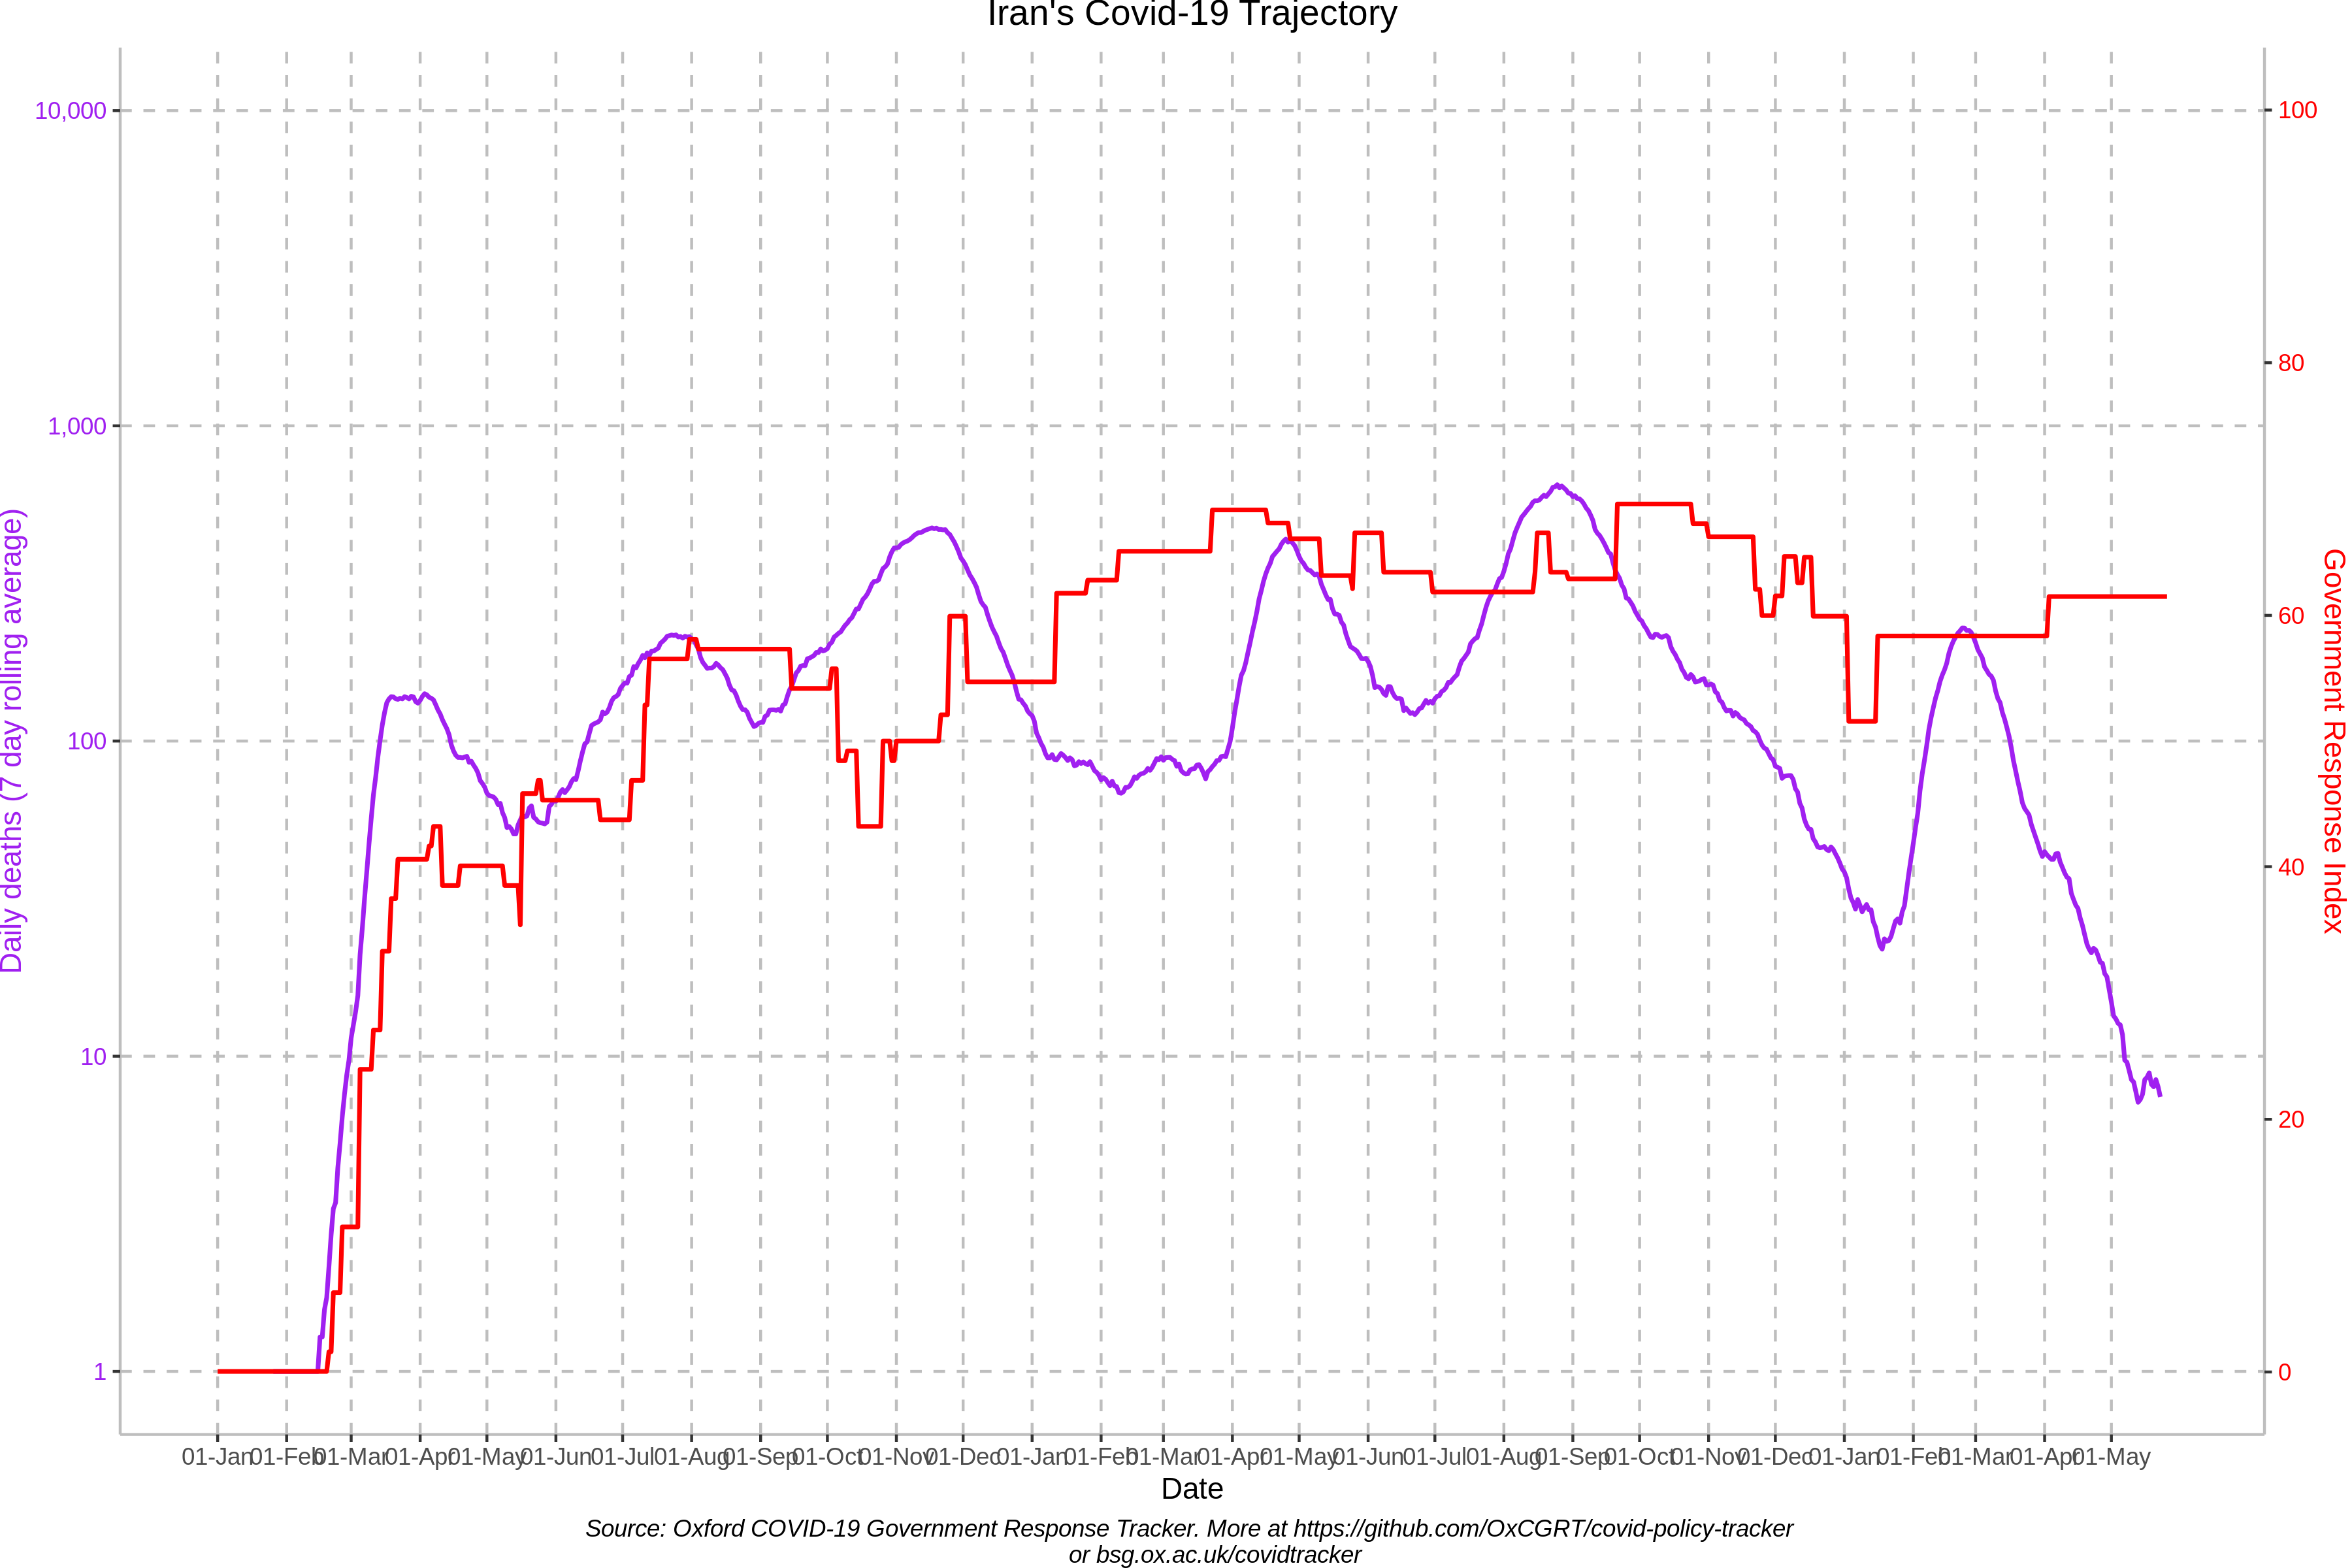 Iran's Covid-19 Trajectory
10,000
1,000
100
10
1
Daily deaths (7 day rolling average)
100
80
60
40
20
0
Government Response Index
01-Jan 01-Feb 01-Mar 01-Apr 01-May 01-Jun 01-Jul 01-Aug 01-Sep 01-Oct 01-Nov 01-Dec 01-Jan 01-Feb 01-Mar 01-Apr 01-May 01-Jun 01-Jul 01-Aug 01-Sep 01-Oct 01-Nov 01-Dec 01-Jan 01-Feb 01-Mar 01-Apr 01-May
Date
Source: Oxford COVID-19 Government Response Tracker. More at https://github.com/OxCGRT/covid-policy-tracker
or bsg.ox.ac.uk/covidtracker